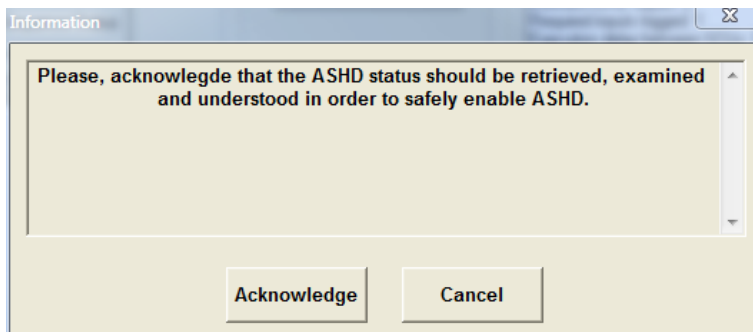 Information
Please, acknowlegde that the ASHD status should be retrieved, examined
and understood in order to safely enable ASHD.
Acknowledge
Cancel